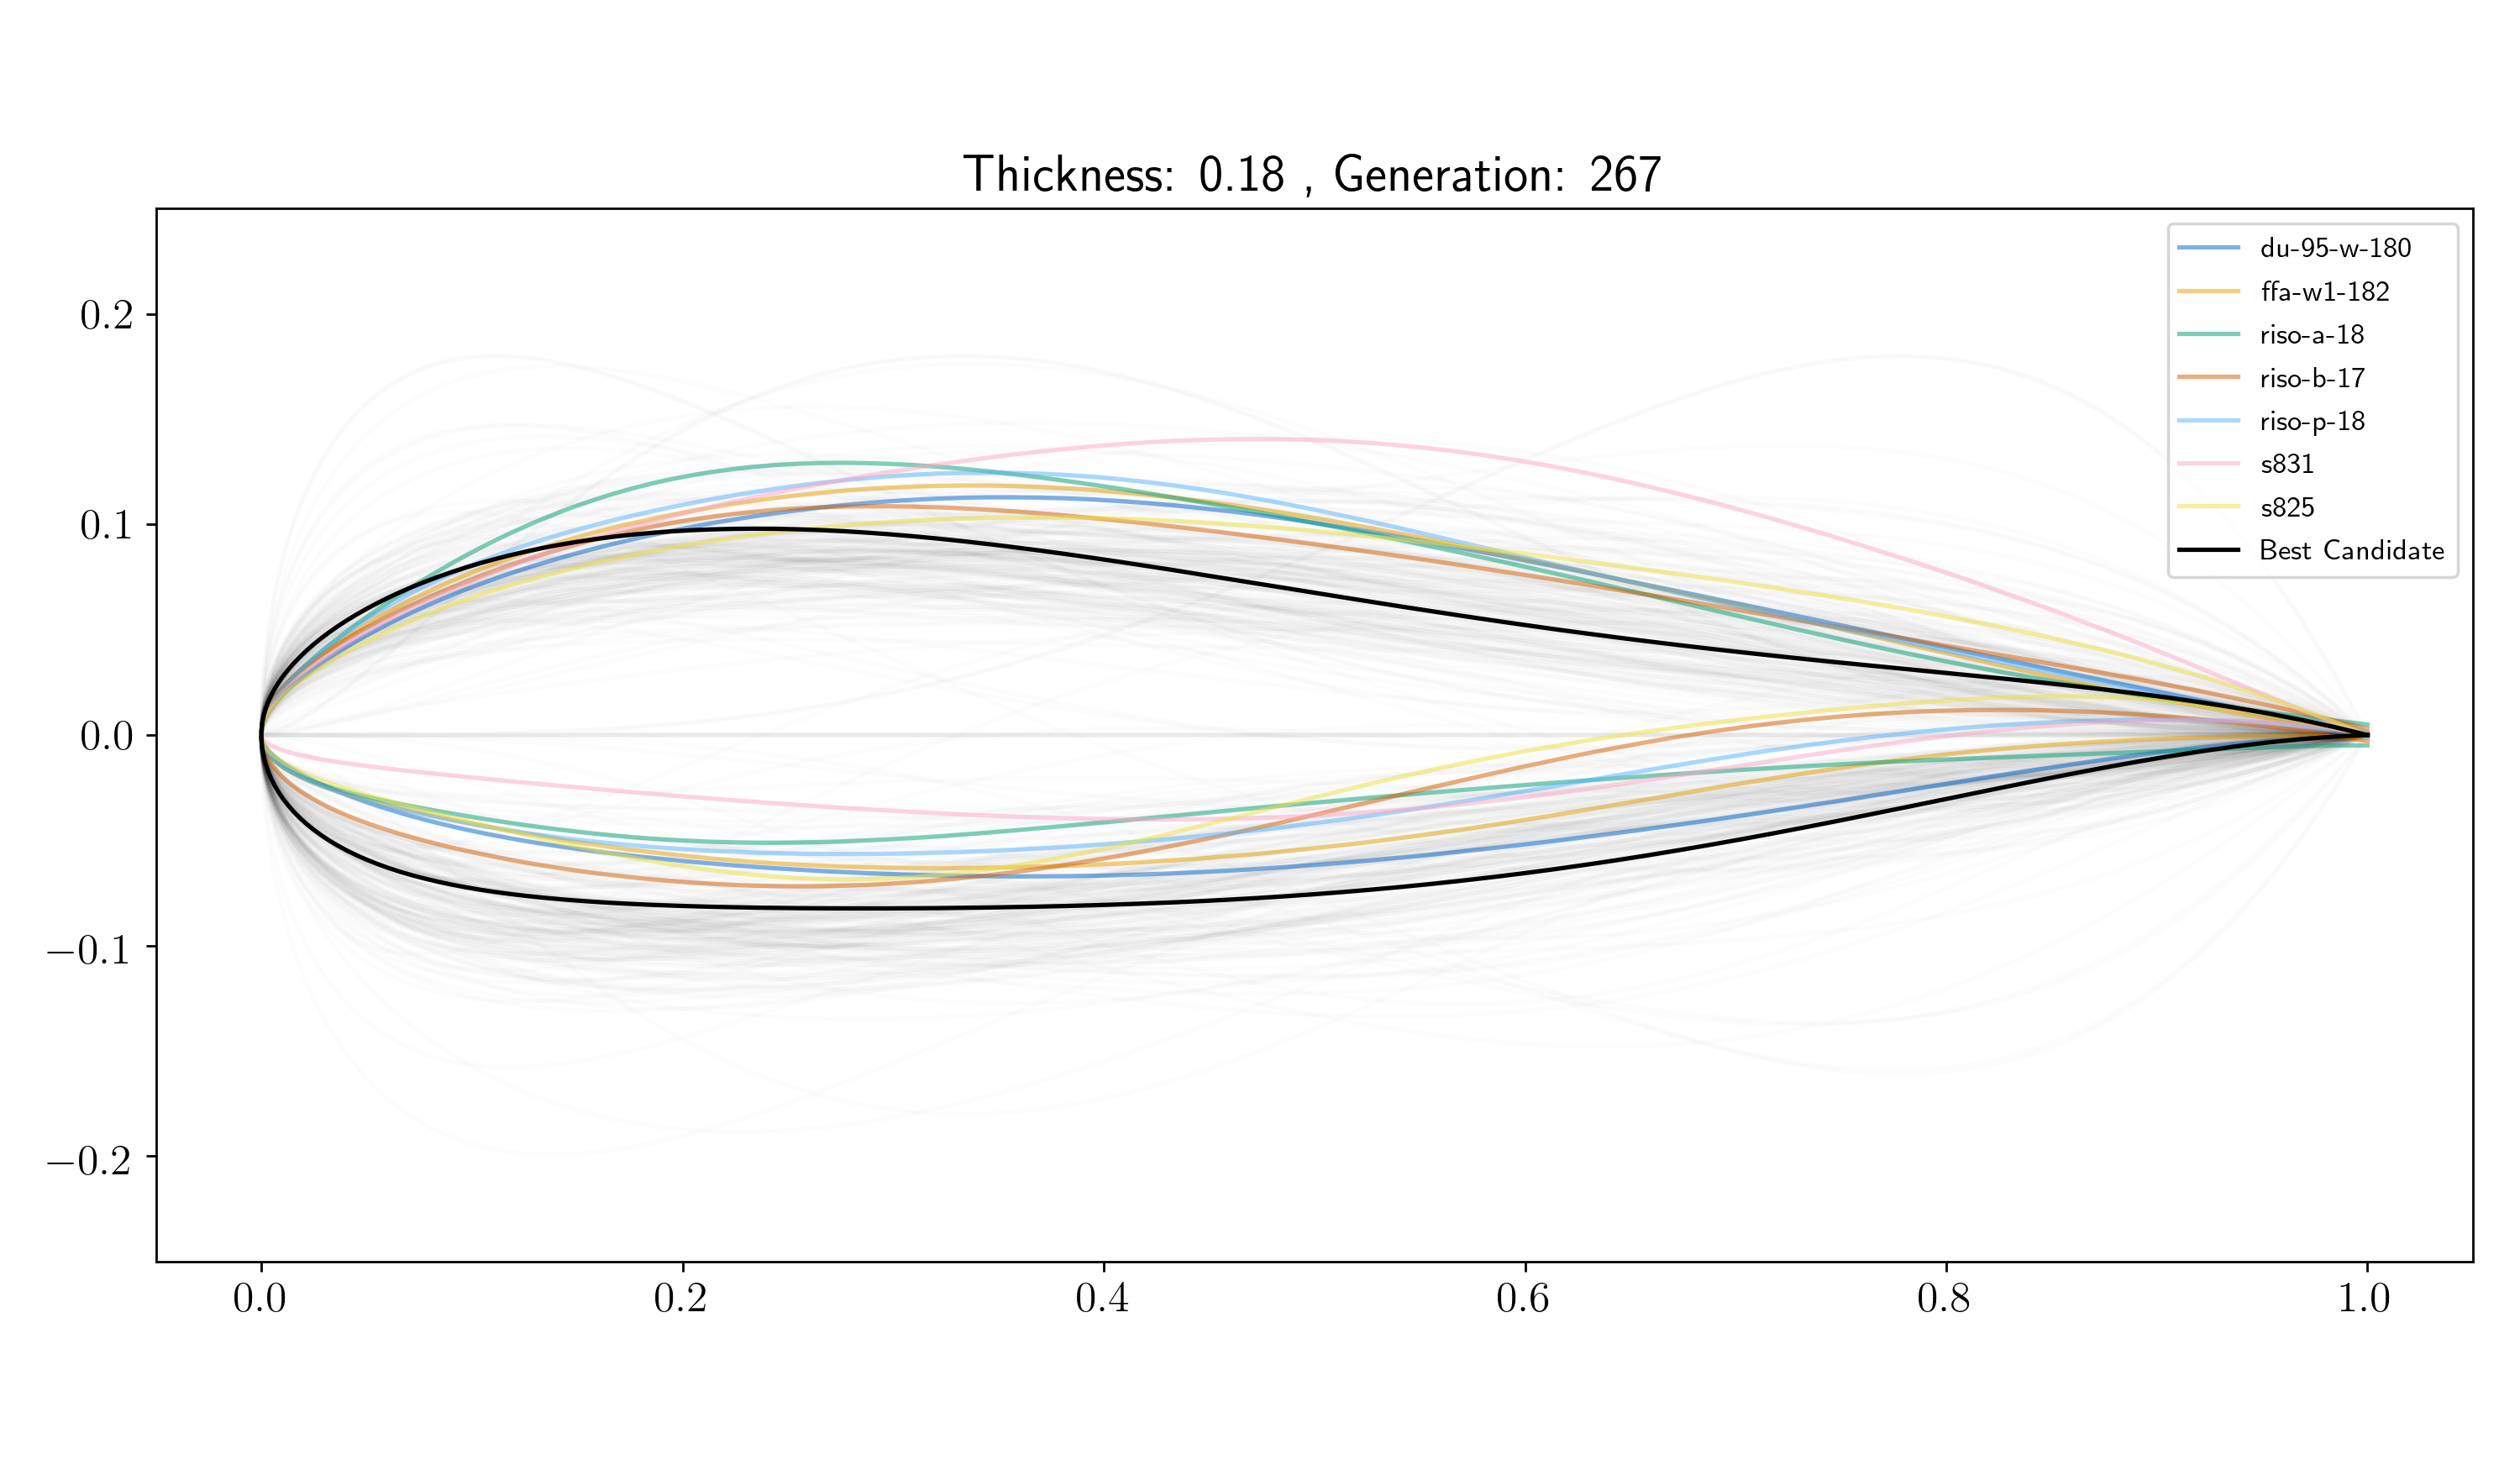 Thickness: 0.18 , Generation: 267
du-95-w-180
ffa-w1-182
riso-a-18
riso-b-17
riso-p-18
s831
s825
Best Candidate
0.2
0.1
0.0
−0.1
−0.2
0.0 0.2 0.4 0.6 0.8 1.0